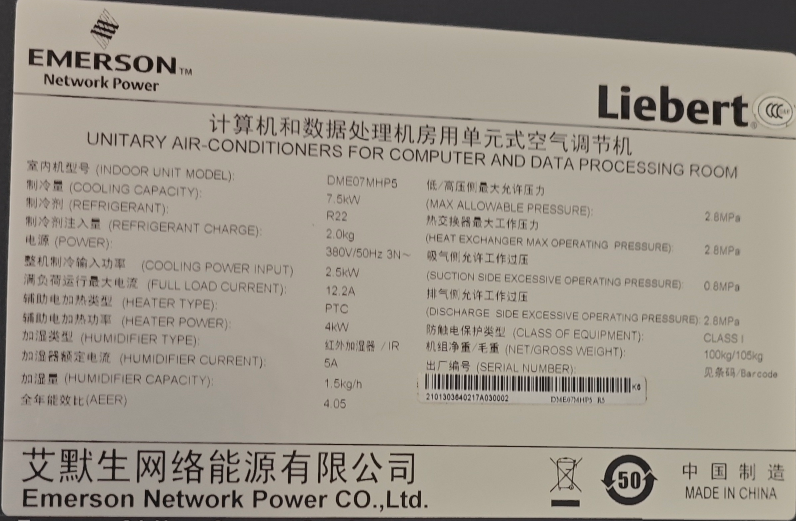 EMERSON™
Network Power
Liebert®
计算机和数据处理机房用单元式空气调节机
UNITARY AIR-CONDITIONERS FOR COMPUTER AND DATA PROCESSING ROOM
室内机型号 (INDOOR UNIT MODEL): DME07MHP5
制冷量 (COOLING CAPACITY): 7.5kW
制冷剂 (REFRIGERANT): R22
制冷剂注入量 (REFRIGERANT CHARGE): 2.0kg
电源 (POWER): 380V/50Hz 3N~
整机制冷输入功率 (COOLING POWER INPUT) 2.5kW
满负荷运行最大电流 (FULL LOAD CURRENT): 12.2A
辅助电加热类型 (HEATER TYPE): PTC
辅助电加热功率 (HEATER POWER): 4kW
加湿类型 (HUMIDIFIER TYPE): 红外加湿器 / IR
加湿器额定电流 (HUMIDIFIER CURRENT): 5A
加湿量 (HUMIDIFIER CAPACITY): 1.5kg/h
全年能效比(AEER) 4.05
低/高压侧最大允许压力
(MAX ALLOWABLE PRESSURE): 2.8MPa
热交换器最大工作压力
(HEAT EXCHANGER MAX OPERATING PRESSURE): 2.8MPa
吸气侧允许工作过压
(SUCTION SIDE EXCESSIVE OPERATING PRESSURE): 0.8MPa
排气侧允许工作过压
(DISCHARGE SIDE EXCESSIVE OPERATING PRESSURE): 2.8MPa
防触电保护类型 (CLASS OF EQUIPMENT): CLASS I
机组净重/毛重 (NET/GROSS WEIGHT): 100kg/105kg
出厂编号 (SERIAL NUMBER): 见条码/Barcode
K6
2101303640217A030002 DME07MHP5 R5
艾默生网络能源有限公司
Emerson Network Power CO.,Ltd.
50
中国制造
MADE IN CHINA